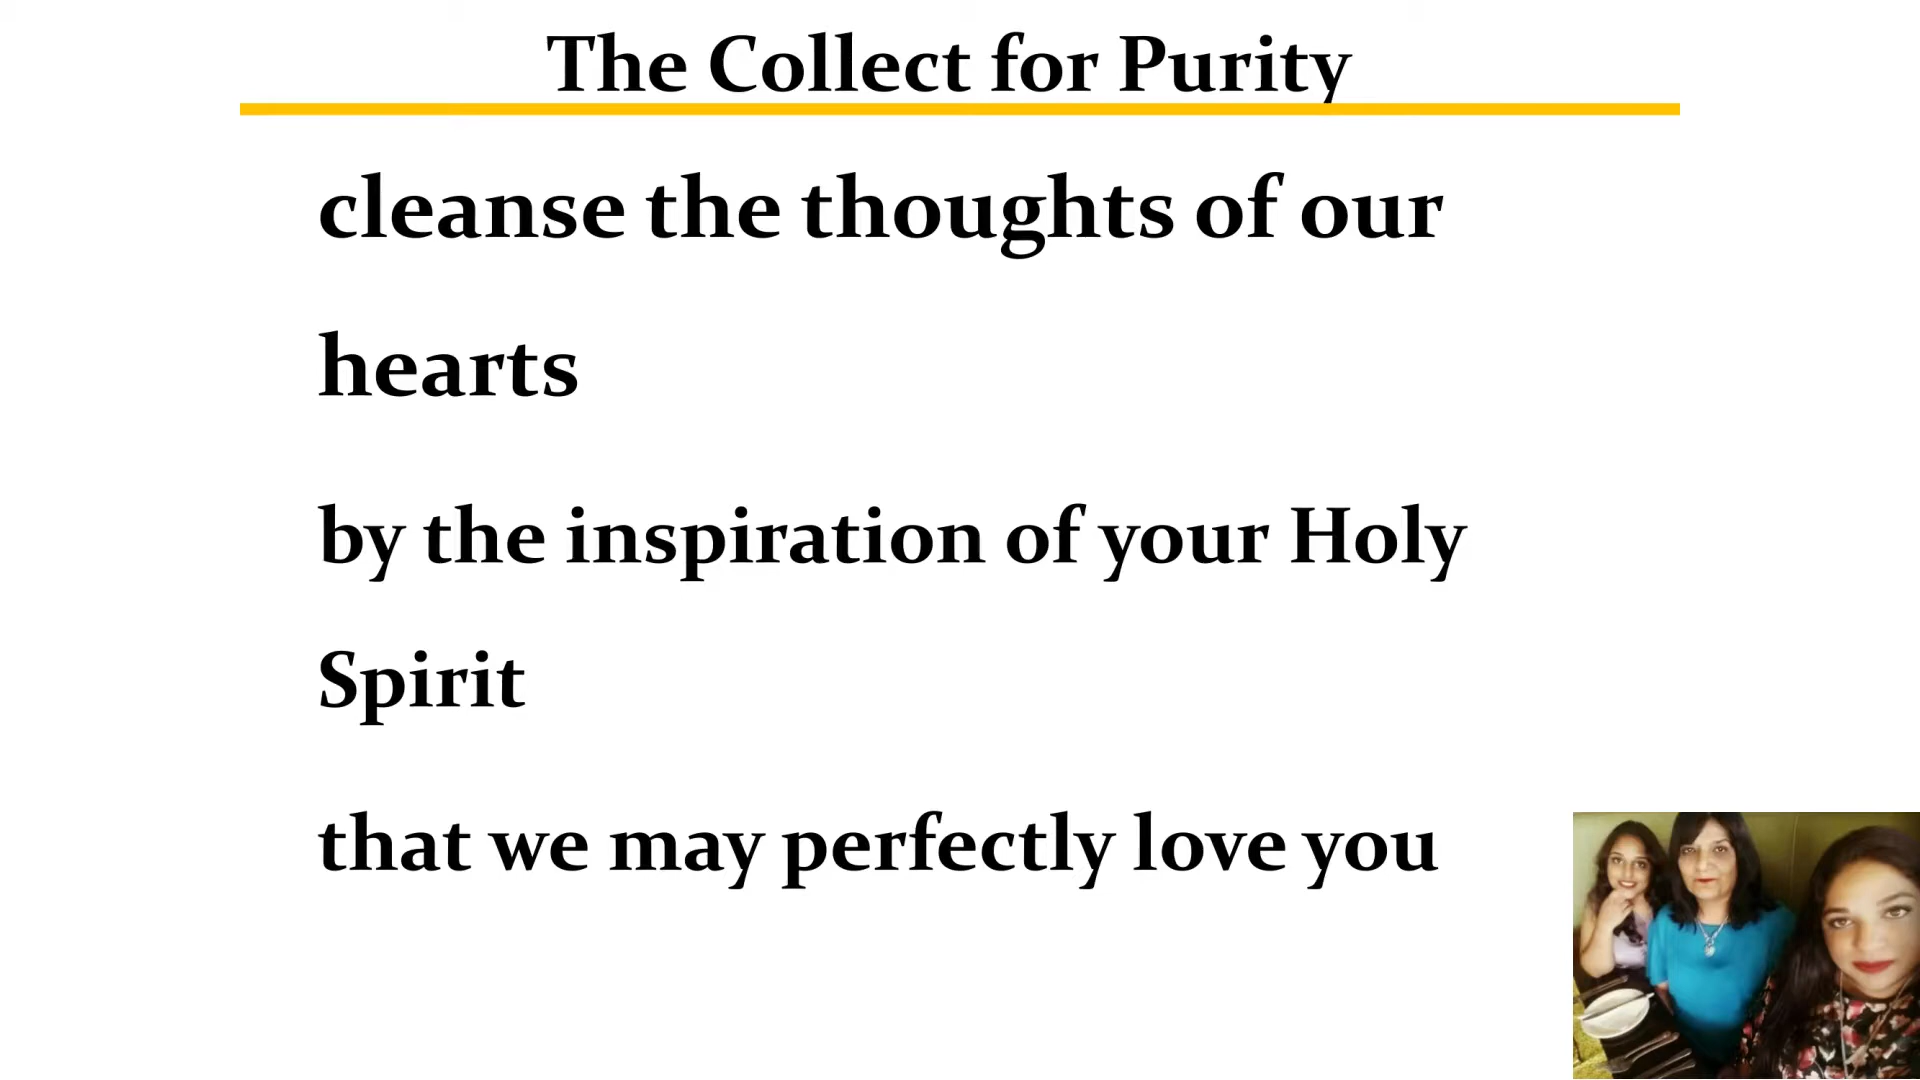 The Collect for Purity
cleanse the thoughts of our
hearts
by the inspiration of your Holy
Spirit
that we may perfectly love you